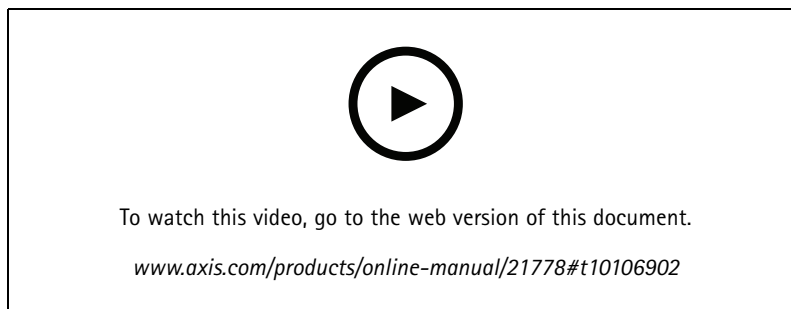 To watch this video, go to the web version of this document.
www.axis.com/products/online-manual/21778#t10106902